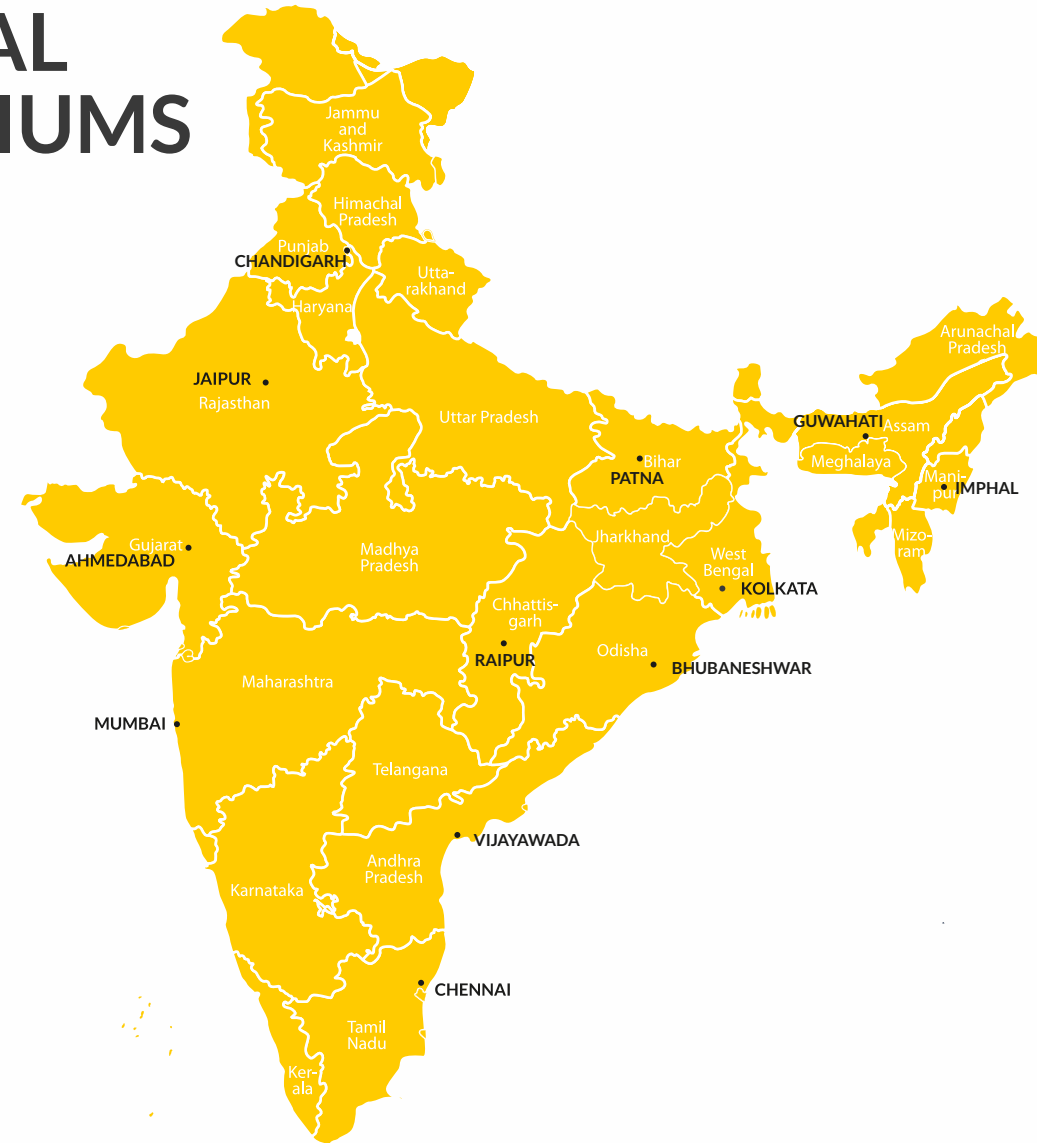 AL
IUMS
Jammu
and
Kashmir
Himachal
Pradesh
Punjab
CHANDIGARH
Utta-
rakhand
Haryana
Arunachal
Pradesh
JAIPUR
Rajasthan
Uttar Pradesh
GUWAHATI
Assam
Meghalaya
Bihar
PATNA
Mani-
pur
IMPHAL
Jharkhand
Mizo-
ram
Gujarat
AHMEDABAD
Madhya
Pradesh
West
Bengal
KOLKATA
Chhattis-
garh
RAIPUR
Odisha
BHUBANESHWAR
Maharashtra
MUMBAI
Telangana
VIJAYAWADA
Andhra
Pradesh
Karnataka
CHENNAI
Tamil
Nadu
Ker-
ala